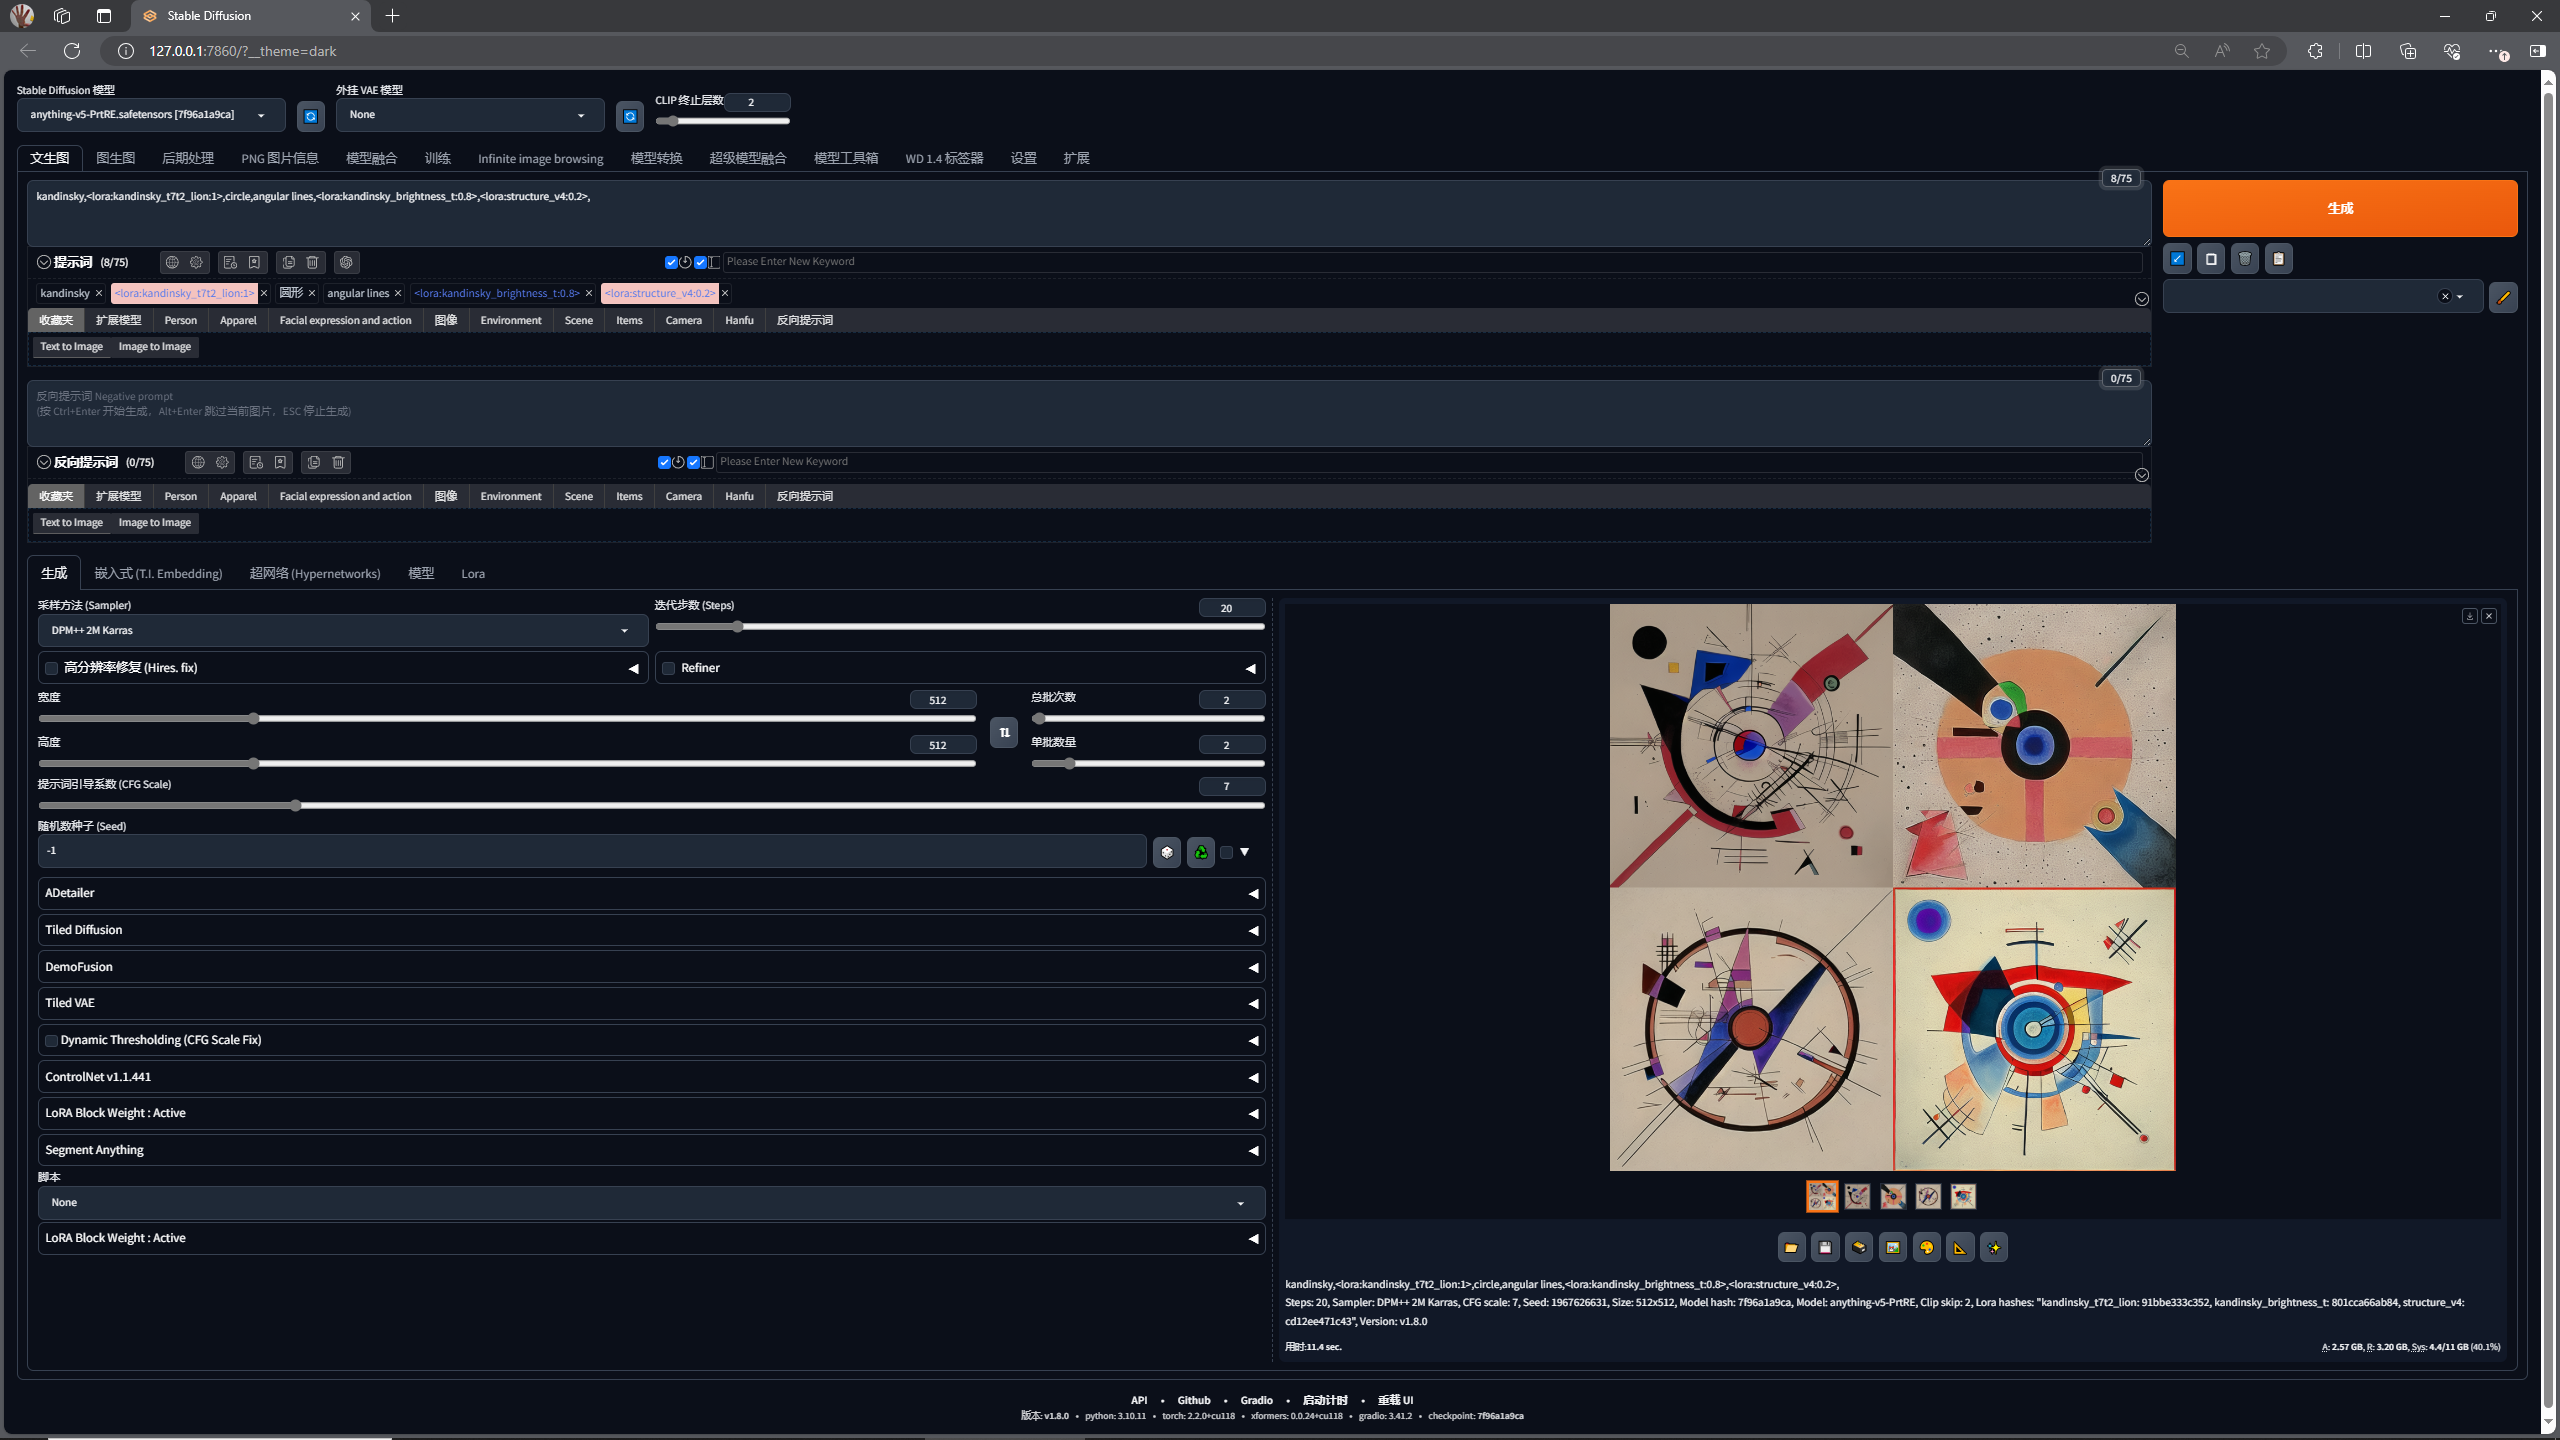 Stable Diffusion
127.0.0.1:7860/?__theme=dark
Stable Diffusion 模型
外挂 VAE 模型
CLIP 终止层数
2
anything-v5-PrtRE.safetensors [7f96a1a9ca]
None
文生图 图生图 后期处理 PNG 图片信息 模型融合 训练 Infinite image browsing 模型转换 超级模型融合 模型工具箱 WD 1.4 标签器 设置 扩展
8/75
kandinsky,<lora:kandinsky_t7t2_lion:1>,circle,angular lines,<lora:kandinsky_brightness_t:0.8>,<lora:structure_v4:0.2>,
生成
提示词 (8/75)
Please Enter New Keyword
kandinsky × <lora:kandinsky_t7t2_lion:1> × 圆形 × angular lines × <lora:kandinsky_brightness_t:0.8> × <lora:structure_v4:0.2> ×
收藏夹 扩展模型 Person Apparel Facial expression and action 图像 Environment Scene Items Camera Hanfu 反向提示词
Text to Image Image to Image
0/75
反向提示词 Negative prompt
(按 Ctrl+Enter 开始生成，Alt+Enter 跳过当前图片，ESC 停止生成)
反向提示词 (0/75)
Please Enter New Keyword
收藏夹 扩展模型 Person Apparel Facial expression and action 图像 Environment Scene Items Camera Hanfu 反向提示词
Text to Image Image to Image
生成 嵌入式 (T.I. Embedding) 超网络 (Hypernetworks) 模型 Lora
采样方法 (Sampler)
DPM++ 2M Karras
迭代步数 (Steps)
20
高分辨率修复 (Hires. fix)
Refiner
宽度
512
总批次数
2
高度
512
单批数量
2
提示词引导系数 (CFG Scale)
7
随机数种子 (Seed)
-1
ADetailer
Tiled Diffusion
DemoFusion
Tiled VAE
Dynamic Thresholding (CFG Scale Fix)
ControlNet v1.1.441
LoRA Block Weight : Active
Segment Anything
脚本
None
LoRA Block Weight : Active
kandinsky,<lora:kandinsky_t7t2_lion:1>,circle,angular lines,<lora:kandinsky_brightness_t:0.8>,<lora:structure_v4:0.2>,
Steps: 20, Sampler: DPM++ 2M Karras, CFG scale: 7, Seed: 1967626631, Size: 512x512, Model hash: 7f96a1a9ca, Model: anything-v5-PrtRE, Clip skip: 2, Lora hashes: "kandinsky_t7t2_lion: 91bbe333c352, kandinsky_brightness_t: 801cca66ab84, structure_v4:
cd12ee471c43", Version: v1.8.0
用时:11.4 sec.
A: 2.57 GB, R: 3.20 GB, Sys: 4.4/11 GB (40.1%)
API • Github • Gradio • 启动计时 • 重载 UI
版本: v1.8.0 • python: 3.10.11 • torch: 2.2.0+cu118 • xformers: 0.0.24+cu118 • gradio: 3.41.2 • checkpoint: 7f96a1a9ca